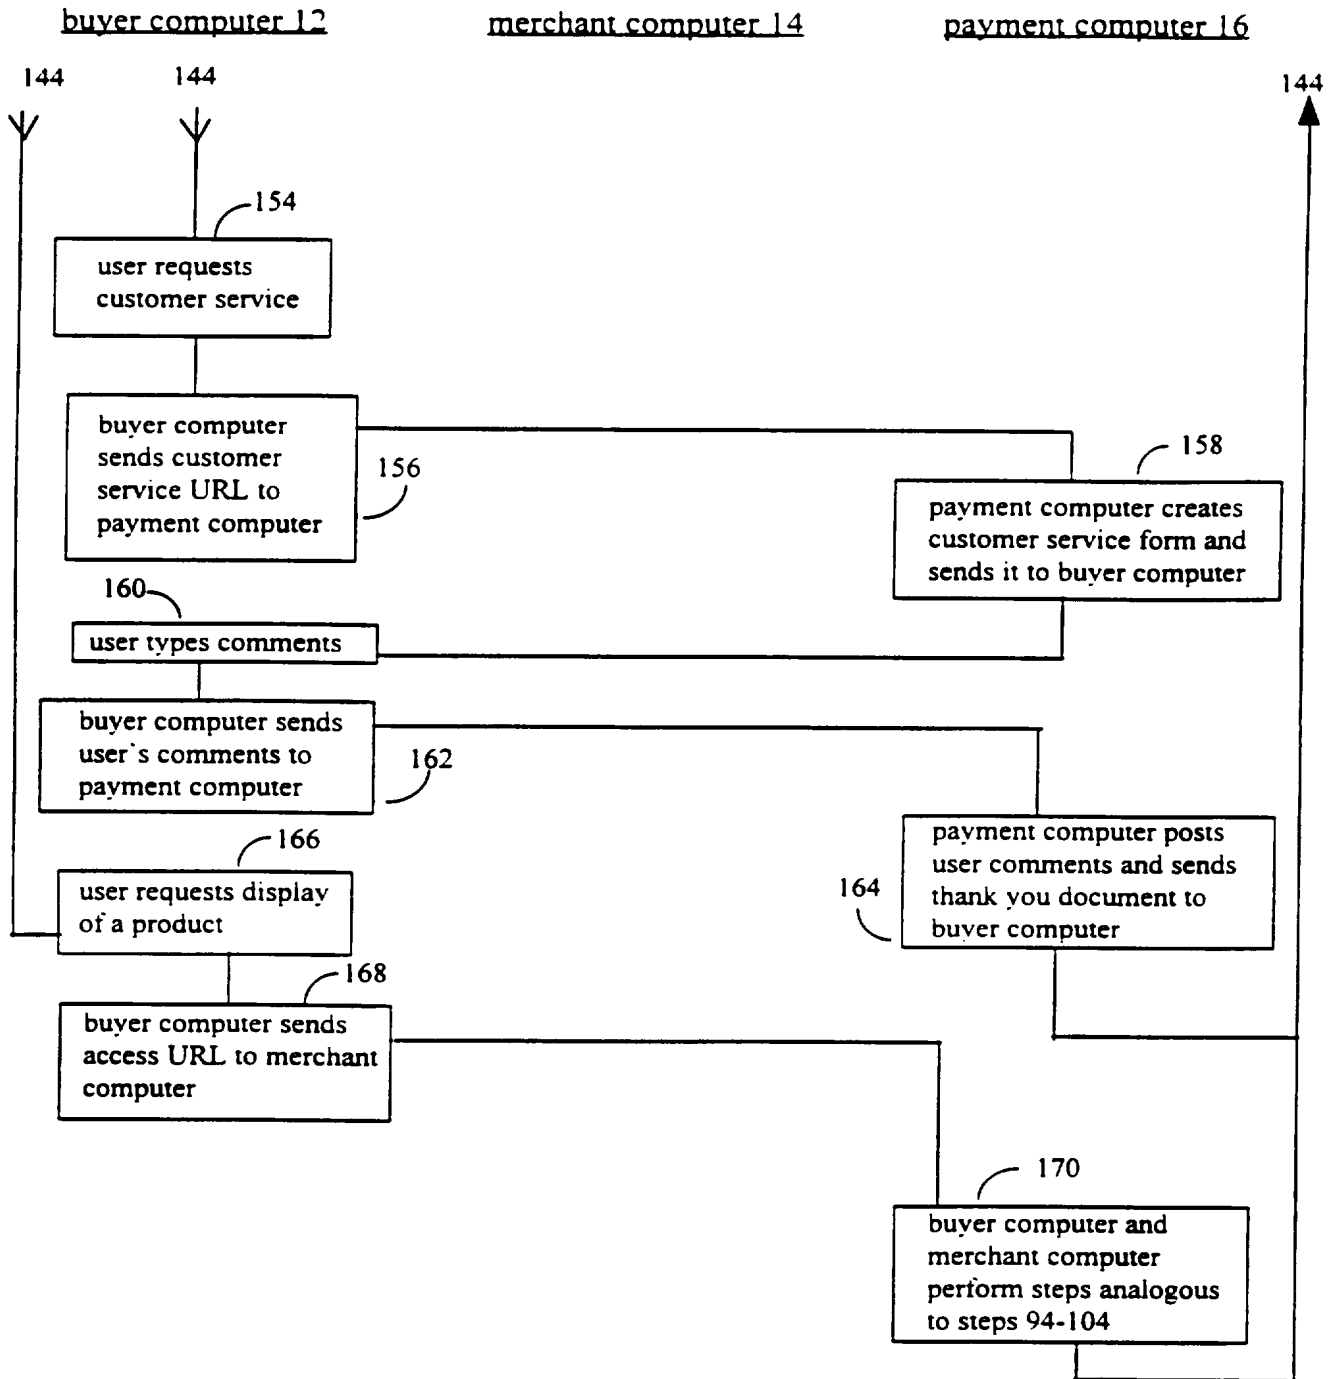 buyer computer 12
merchant computer 14
payment computer 16
144
144
144
154
user requests
customer service
buyer computer
sends customer
service URL to
payment computer
156
158
payment computer creates
customer service form and
sends it to buyer computer
160
user types comments
buyer computer sends
user's comments to
payment computer
162
payment computer posts
user comments and sends
thank you document to
buyer computer
164
166
user requests display
of a product
168
buyer computer sends
access URL to merchant
computer
170
buyer computer and
merchant computer
perform steps analogous
to steps 94-104